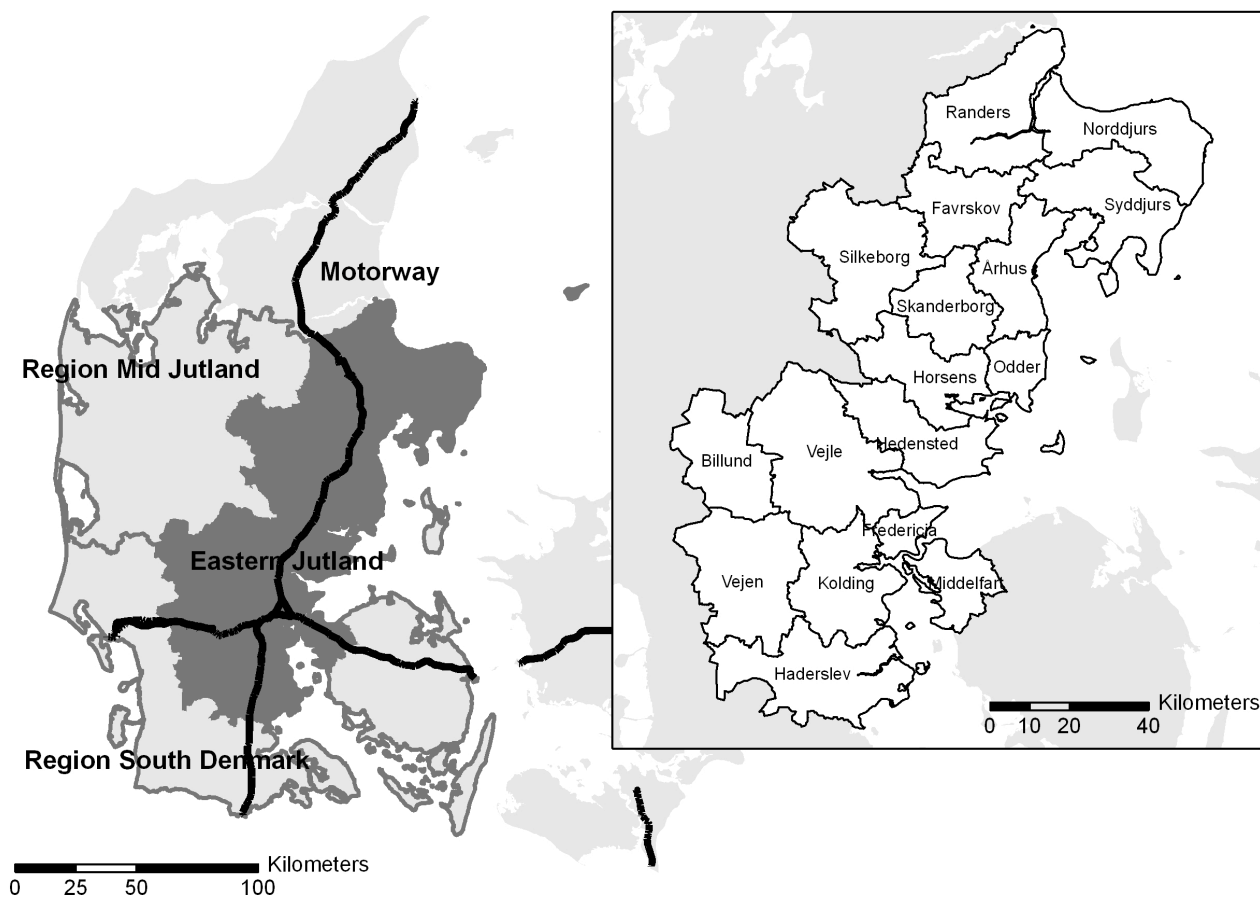 Motorway
Region Mid Jutland
Eastern Jutland
Region South Denmark
Kilometers
0 25 50 100
Randers
Norddjurs
Favrskov
Syddjurs
Silkeborg
Århus
Skanderborg
Horsens
Odder
Hedensted
Vejle
Billund
Fredericia
Vejen
Kolding
Middelfart
Haderslev
Kilometers
0 10 20 40